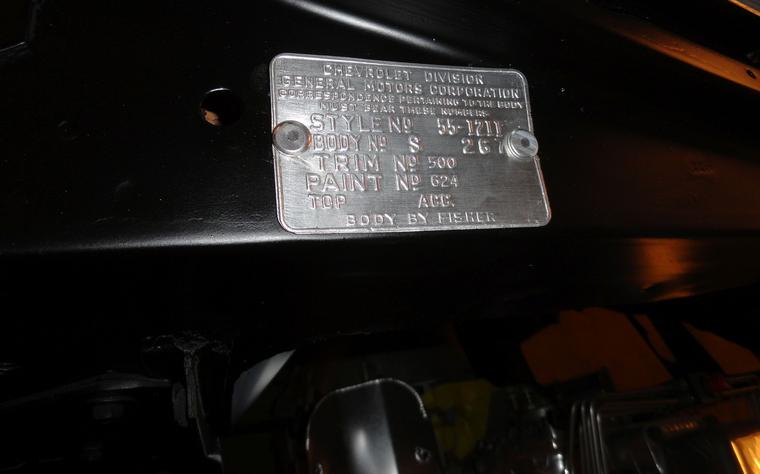 CHEVROLET DIVISION
GENERAL MOTORS CORPORATION
CORRESPONDENCE PERTAINING TO THE BODY
MUST BEAR THESE NUMBERS.
STYLE No 55-1211
BODY No S 267
TRIM No 500
PAINT No 624
TOP ACC.
BODY BY FISHER